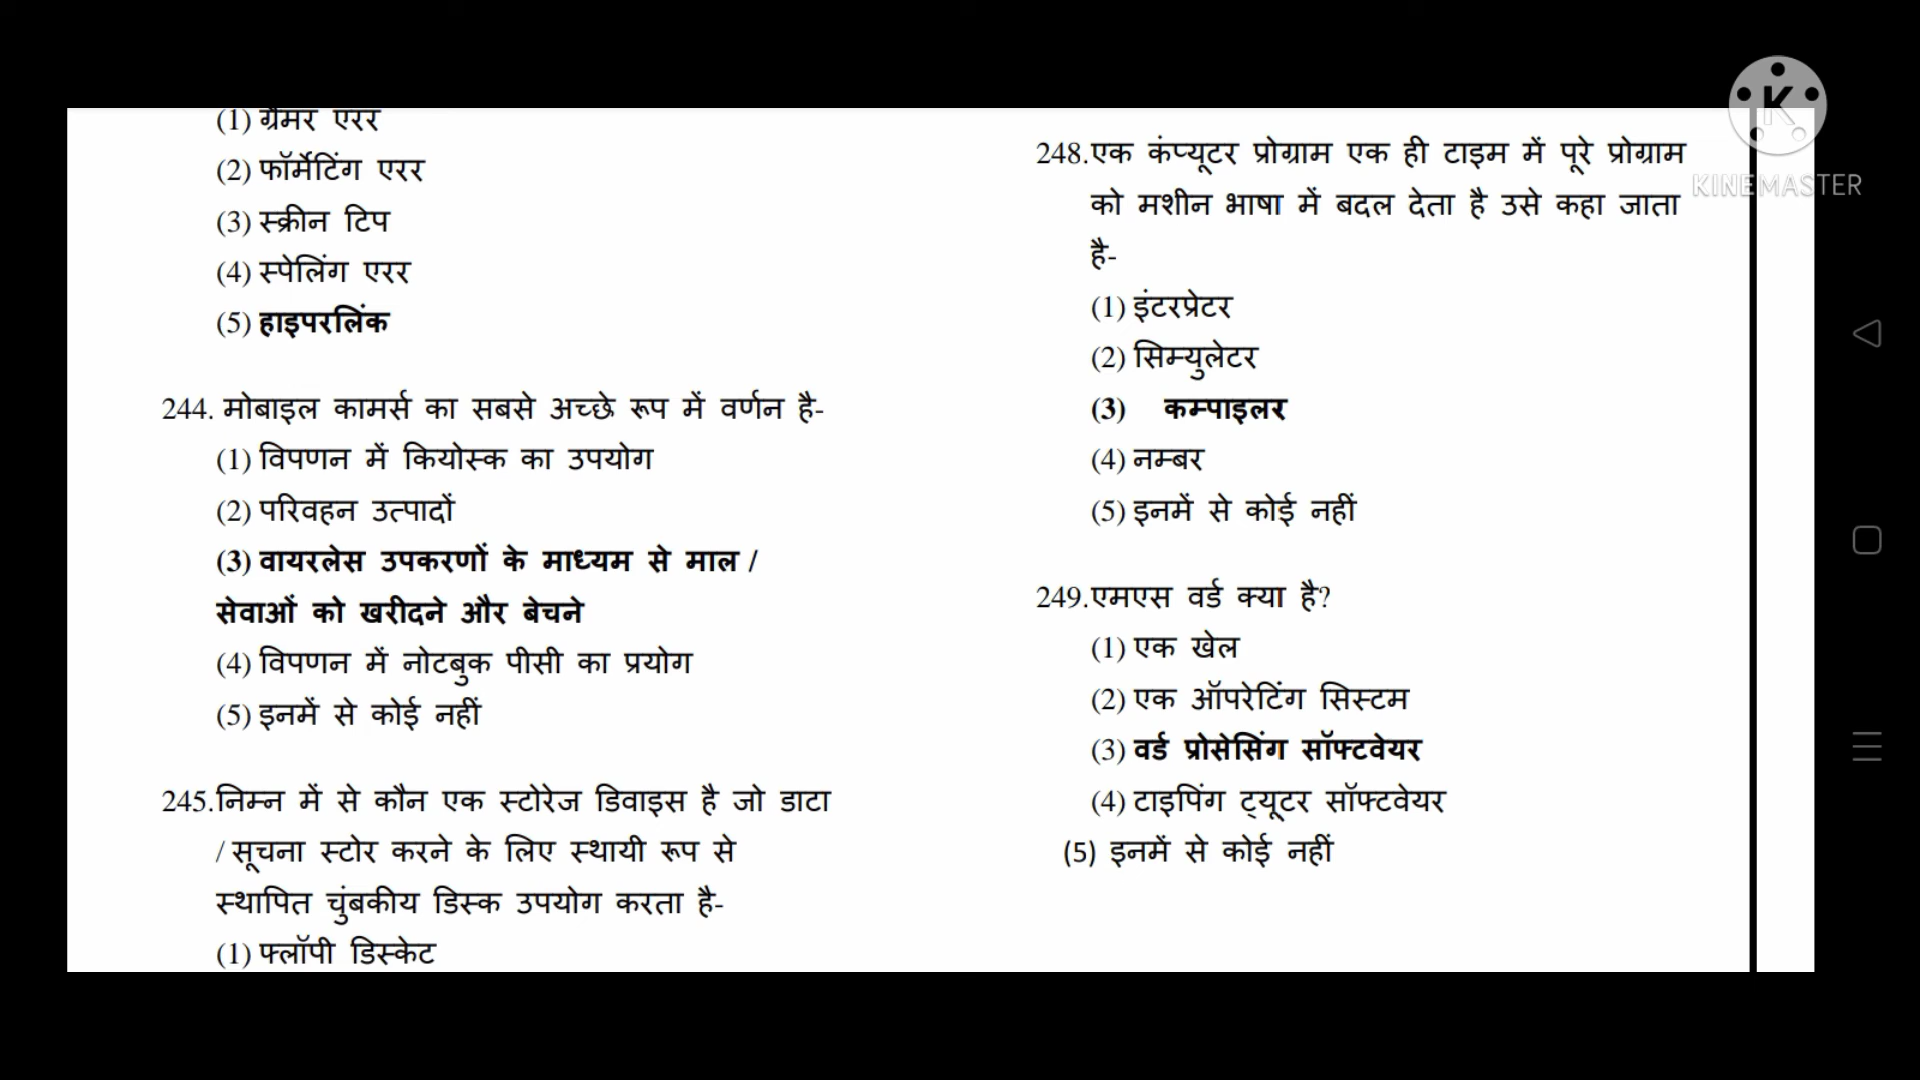 (1) ग्रैमर एरर
(2) फॉर्मेटिंग एरर
(3) स्क्रीन टिप
(4) स्पेलिंग एरर
(5) हाइपरलिंक
244. मोबाइल कामर्स का सबसे अच्छे रूप में वर्णन है-
(1) विपणन में कियोस्क का उपयोग
(2) परिवहन उत्पादों
(3) वायरलेस उपकरणों के माध्यम से माल /
सेवाओं को खरीदने और बेचने
(4) विपणन में नोटबुक पीसी का प्रयोग
(5) इनमें से कोई नहीं
245.निम्न में से कौन एक स्टोरेज डिवाइस है जो डाटा
/ सूचना स्टोर करने के लिए स्थायी रूप से
स्थापित चुंबकीय डिस्क उपयोग करता है-
(1) फ्लॉपी डिस्केट
248.एक कंप्यूटर प्रोग्राम एक ही टाइम में पूरे प्रोग्राम
को मशीन भाषा में बदल देता है उसे कहा जाता
है-
(1) इंटरप्रेटर
(2) सिम्युलेटर
(3) कम्पाइलर
(4) नम्बर
(5) इनमें से कोई नहीं
249.एमएस वर्ड क्या है?
(1) एक खेल
(2) एक ऑपरेटिंग सिस्टम
(3) वर्ड प्रोसेसिंग सॉफ्टवेयर
(4) टाइपिंग ट्यूटर सॉफ्टवेयर
(5) इनमें से कोई नहीं
K
KINEMASTER